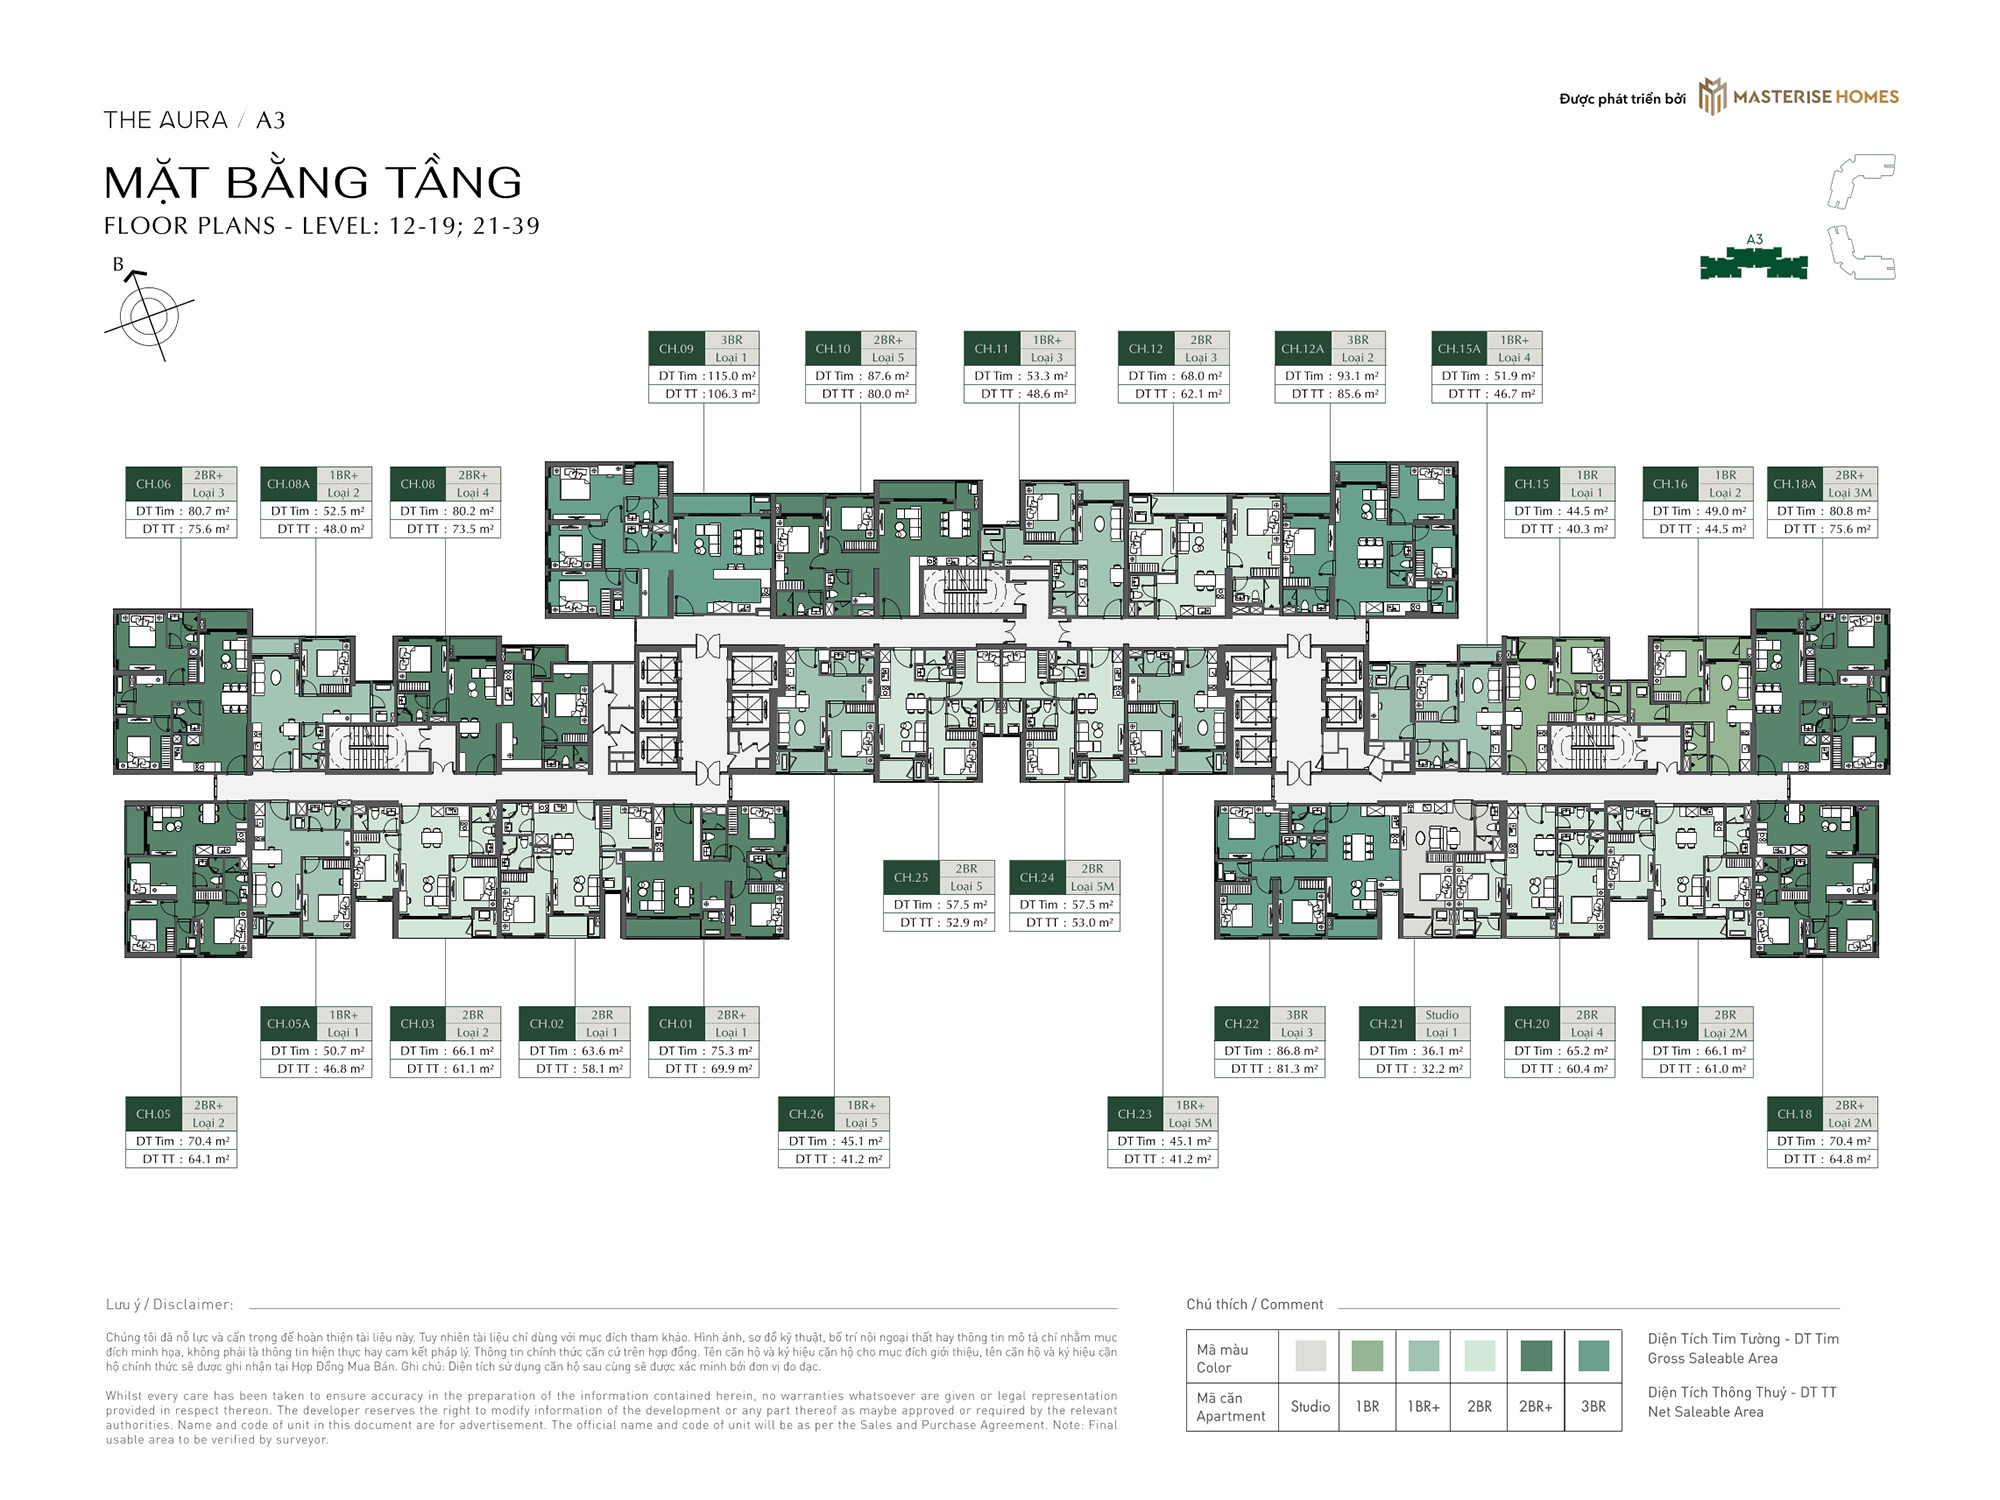 Được phát triển bởi MASTERISE HOMES
THE AURA / A3
MẶT BẰNG TẦNG
FLOOR PLANS - LEVEL: 12-19; 21-39
A3
B
CH.09 3BR Loại 1
DT Tim : 115.0 m²
DT TT : 106.3 m²
CH.10 2BR+ Loại 5
DT Tim : 87.6 m²
DT TT : 80.0 m²
CH.11 1BR+ Loại 3
DT Tim : 53.3 m²
DT TT : 48.6 m²
CH.12 2BR Loại 3
DT Tim : 68.0 m²
DT TT : 62.1 m²
CH.12A 3BR Loại 2
DT Tim : 93.1 m²
DT TT : 85.6 m²
CH.15A 1BR+ Loại 4
DT Tim : 51.9 m²
DT TT : 46.7 m²
CH.06 2BR+ Loại 3
DT Tim : 80.7 m²
DT TT : 75.6 m²
CH.08A 1BR+ Loại 2
DT Tim : 52.5 m²
DT TT : 48.0 m²
CH.08 2BR+ Loại 4
DT Tim : 80.2 m²
DT TT : 73.5 m²
CH.15 1BR Loại 1
DT Tim : 44.5 m²
DT TT : 40.3 m²
CH.16 1BR Loại 2
DT Tim : 49.0 m²
DT TT : 44.5 m²
CH.18A 2BR+ Loại 3M
DT Tim : 80.8 m²
DT TT : 75.6 m²
CH.25 2BR Loại 5
DT Tim : 57.5 m²
DT TT : 52.9 m²
CH.24 2BR Loại 5M
DT Tim : 57.5 m²
DT TT : 53.0 m²
CH.05A 1BR+ Loại 1
DT Tim : 50.7 m²
DT TT : 46.8 m²
CH.03 2BR Loại 2
DT Tim : 66.1 m²
DT TT : 61.1 m²
CH.02 2BR Loại 1
DT Tim : 63.6 m²
DT TT : 58.1 m²
CH.01 2BR+ Loại 1
DT Tim : 75.3 m²
DT TT : 69.9 m²
CH.22 3BR Loại 3
DT Tim : 86.8 m²
DT TT : 81.3 m²
CH.21 Studio Loại 1
DT Tim : 36.1 m²
DT TT : 32.2 m²
CH.20 2BR Loại 4
DT Tim : 65.2 m²
DT TT : 60.4 m²
CH.19 2BR Loại 2M
DT Tim : 66.1 m²
DT TT : 61.0 m²
CH.05 2BR+ Loại 2
DT Tim : 70.4 m²
DT TT : 64.1 m²
CH.26 1BR+ Loại 5
DT Tim : 45.1 m²
DT TT : 41.2 m²
CH.23 1BR+ Loại 5M
DT Tim : 45.1 m²
DT TT : 41.2 m²
CH.18 2BR+ Loại 2M
DT Tim : 70.4 m²
DT TT : 64.8 m²
Lưu ý / Disclaimer:
Chúng tôi đã nỗ lực và cẩn trọng để hoàn thiện tài liệu này. Tuy nhiên tài liệu chỉ dùng với mục đích tham khảo. Hình ảnh, sơ đồ kỹ thuật, bố trí nội ngoại thất hay thông tin mô tả chỉ nhằm mục
đích minh họa, không phải là thông tin hiện thực hay cam kết pháp lý. Thông tin chính thức căn cứ trên hợp đồng. Tên căn hộ và ký hiệu căn hộ cho mục đích giới thiệu, tên căn hộ và ký hiệu căn
hộ chính thức sẽ được ghi nhận tại Hợp Đồng Mua Bán. Ghi chú: Diện tích sử dụng căn hộ sau cùng sẽ được xác minh bởi đơn vị đo đạc.
Whilst every care has been taken to ensure accuracy in the preparation of the information contained herein, no warranties whatsoever are given or legal representation
provided in respect thereon. The developer reserves the right to modify information of the development or any part thereof as maybe approved or required by the relevant
authorities. Name and code of unit in this document are for advertisement. The official name and code of unit will be as per the Sales and Purchase Agreement. Note: Final
usable area to be verified by surveyor.
Chú thích / Comment
Mã màu
Color
Mã căn
Apartment
Studio 1BR 1BR+ 2BR 2BR+ 3BR
Diện Tích Tim Tường - DT Tim
Gross Saleable Area
Diện Tích Thông Thuỷ - DT TT
Net Saleable Area